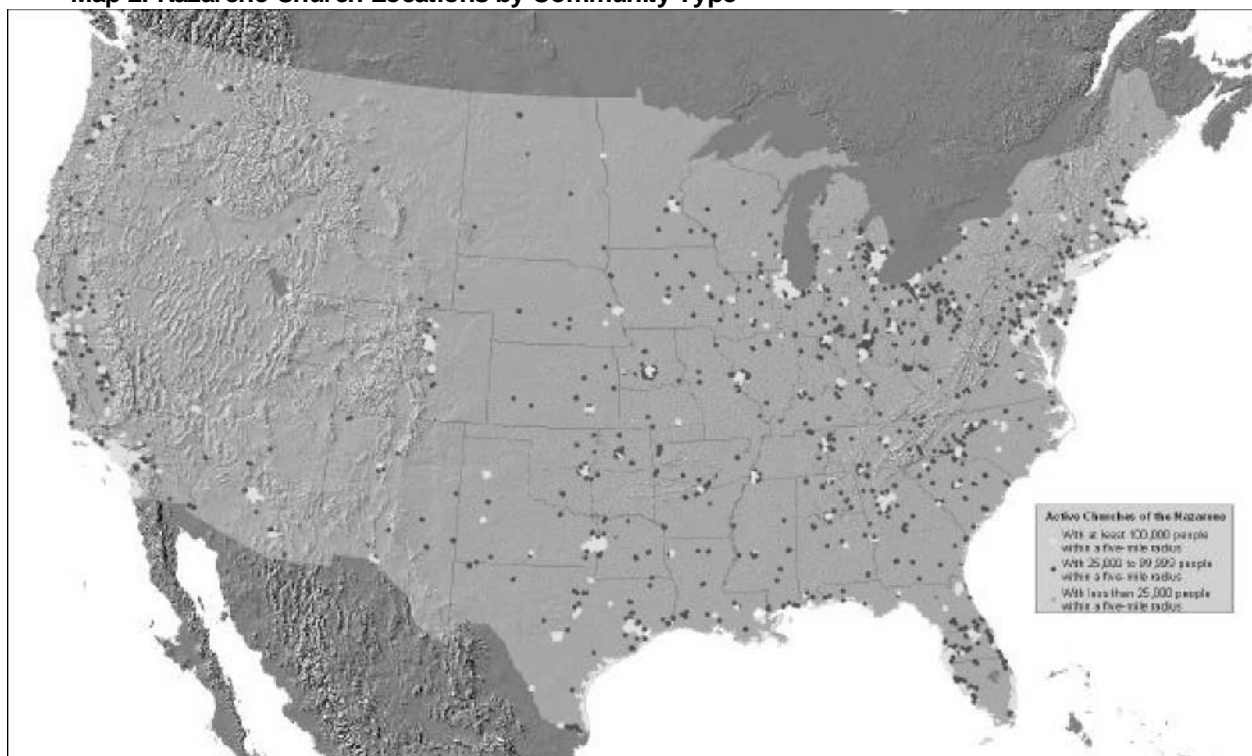 Map 2: Nazarene Church Locations by Community Type
Active Churches of the Nazarene
With at least 100,000 people
within a five-mile radius
With 25,000 to 99,999 people
within a five-mile radius
With less than 25,000 people
within a five-mile radius